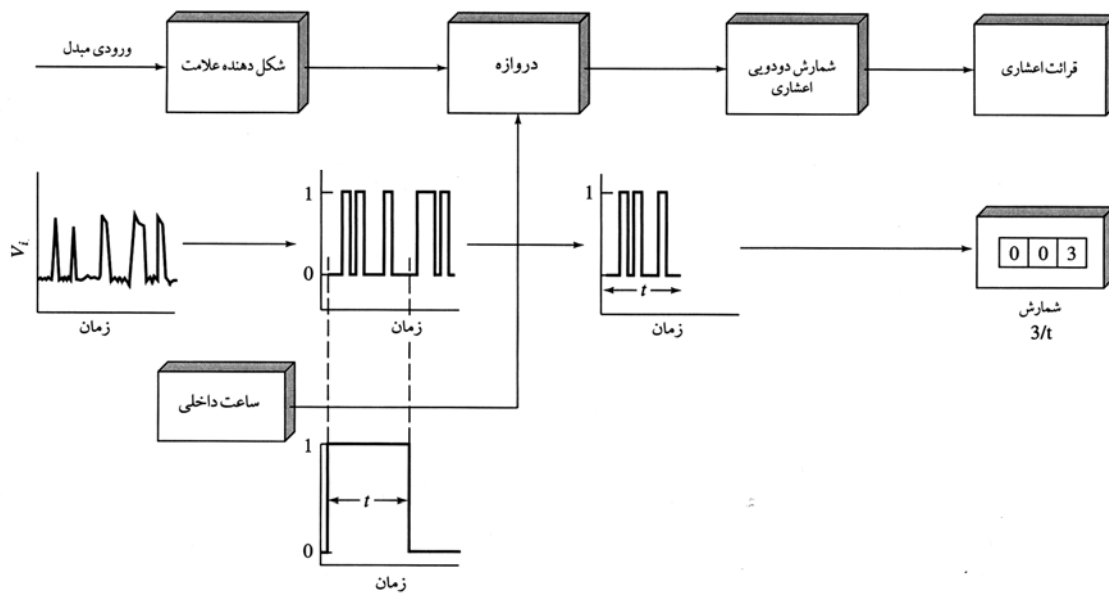 ورودی مبدل
شکل دهنده علامت
دروازه
شمارش دودویی
اعشاری
قرائت اعشاری
V_i
زمان
1
0
زمان
1
t
زمان
0 0 3
شمارش
3/t
ساعت داخلی
1
t
0
زمان